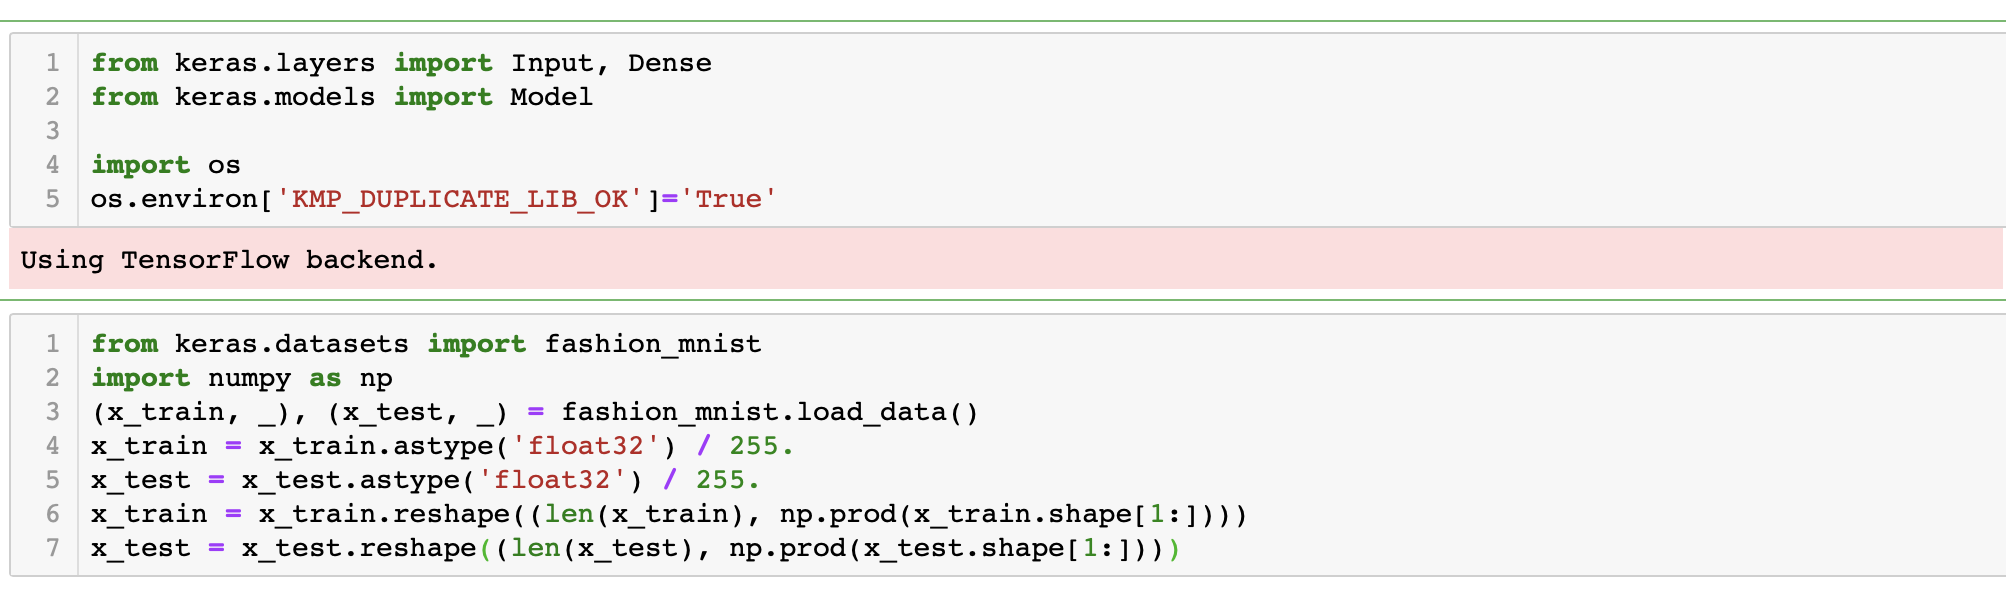 1 from keras.layers import Input, Dense
2 from keras.models import Model
3
4 import os
5 os.environ['KMP_DUPLICATE_LIB_OK']='True'
Using TensorFlow backend.
1 from keras.datasets import fashion_mnist
2 import numpy as np
3 (x_train, _), (x_test, _) = fashion_mnist.load_data()
4 x_train = x_train.astype('float32') / 255.
5 x_test = x_test.astype('float32') / 255.
6 x_train = x_train.reshape((len(x_train), np.prod(x_train.shape[1:])))
7 x_test = x_test.reshape((len(x_test), np.prod(x_test.shape[1:])))